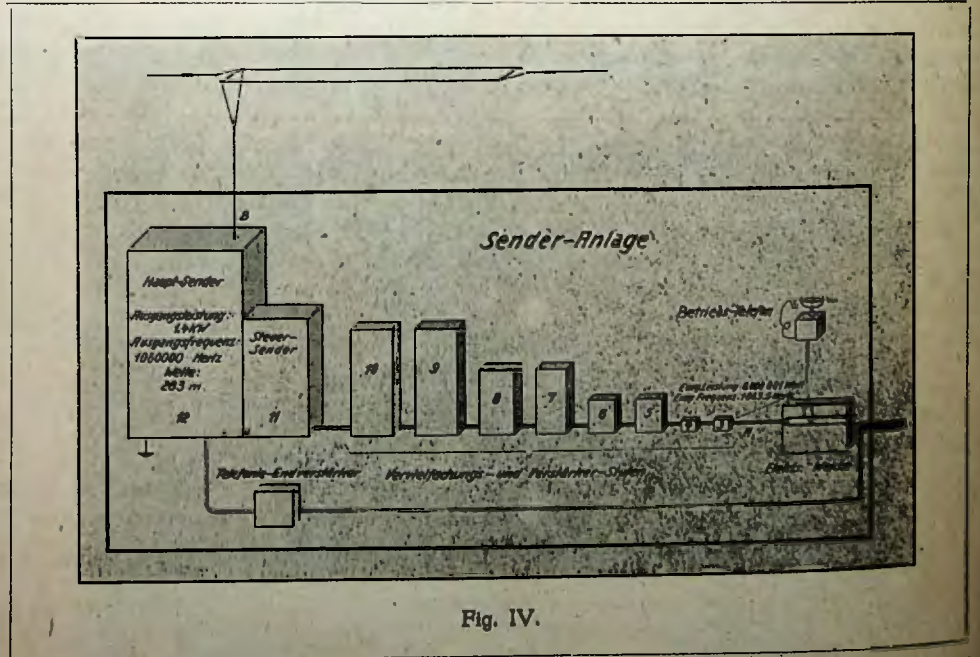 B
Sender-Anlage
Haupt-Sender
Ausgangsleistung:
1.4 KW
Ausgangsfrequenz:
1060000 Hertz
Welle:
283 m.
12
Steuer-
Sender
11
10
9
8
7
6
5
Betriebs-Telefon
Telefonie-Endverstärker
Vervielfachungs- und Verstärker-Stufen
Fig. IV.